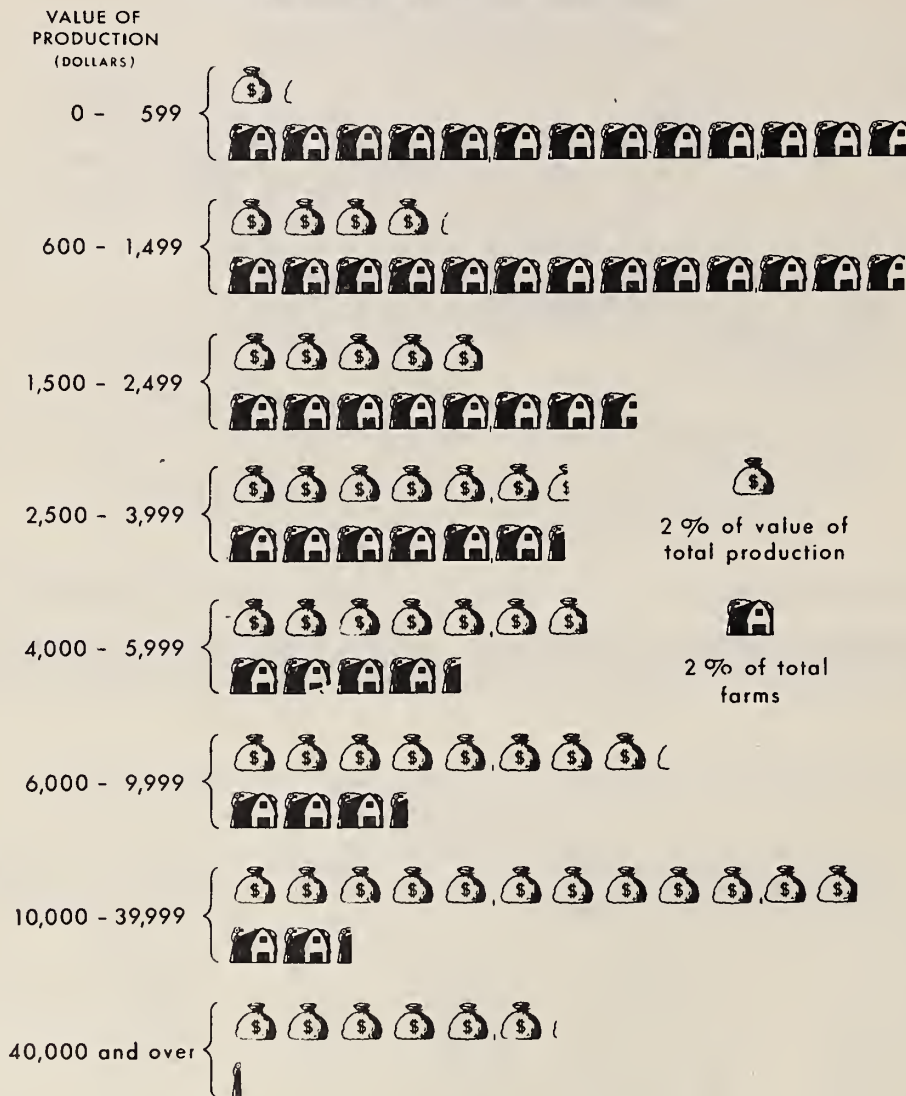 VALUE OF
PRODUCTION
(DOLLARS)
0 - 599
600 - 1,499
1,500 - 2,499
2,500 - 3,999
2 % of value of
total production
4,000 - 5,999
2 % of total
farms
6,000 - 9,999
10,000 - 39,999
40,000 and over